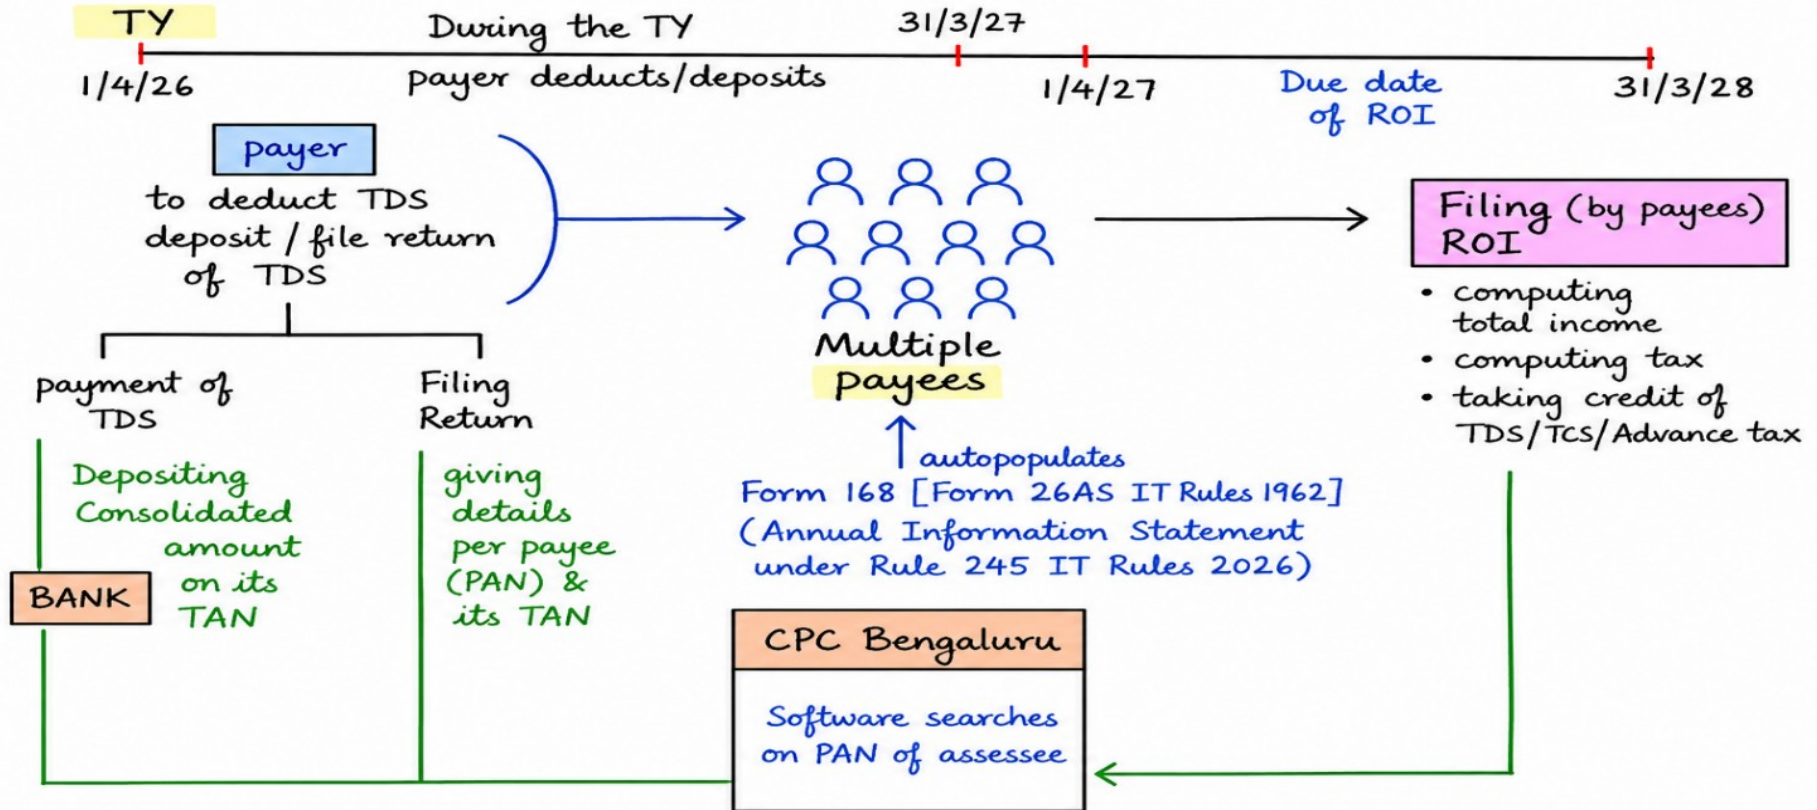 TY
During the TY
31/3/27
1/4/26
payer deducts/deposits
1/4/27
Due date
of ROI
31/3/28
payer
to deduct TDS
deposit / file return
of TDS
payment of
TDS
Filing
Return
Depositing
Consolidated
amount
on its
TAN
BANK
giving
details
per payee
(PAN) &
its TAN
Multiple
payees
autopopulates
Form 168 [Form 26AS IT Rules 1962]
(Annual Information Statement
under Rule 245 IT Rules 2026)
CPC Bengaluru
Software searches
on PAN of assessee
Filing (by payees)
ROI
• computing
total income
• computing tax
• taking credit of
TDS/TCS/Advance tax